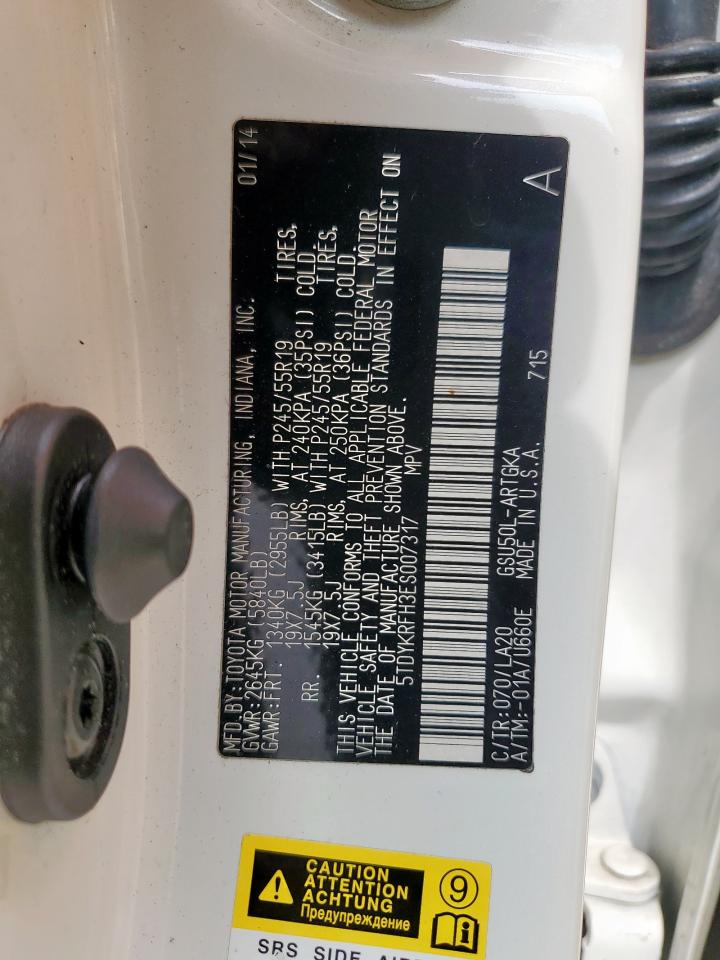 MFD.BY:TOYOTA MOTOR MANUFACTURING, INDIANA, INC. 01/14
GVWR:2645KG (5840LB)
GAWR:FRT. 1340KG (2955LB) WITH P245/55R19 TIRES,
19X7.5J RIMS, AT 240KPA (35PSI) COLD.
RR. 1545KG (3415LB) WITH P245/55R19 TIRES,
19X7.5J RIMS, AT 250KPA (36PSI) COLD.
THIS VEHICLE CONFORMS TO ALL APPLICABLE FEDERAL MOTOR
VEHICLE SAFETY AND THEFT PREVENTION STANDARDS IN EFFECT ON
THE DATE OF MANUFACTURE SHOWN ABOVE.
5TDYKRFH3ES007317 MPV
C/TR:070/LA20 GSU50L-ARTGKA A
A/TM:-01A/U660E MADE IN U.S.A. 715
CAUTION
ATTENTION
ACHTUNG
Предупреждение
9
SRS SIDE